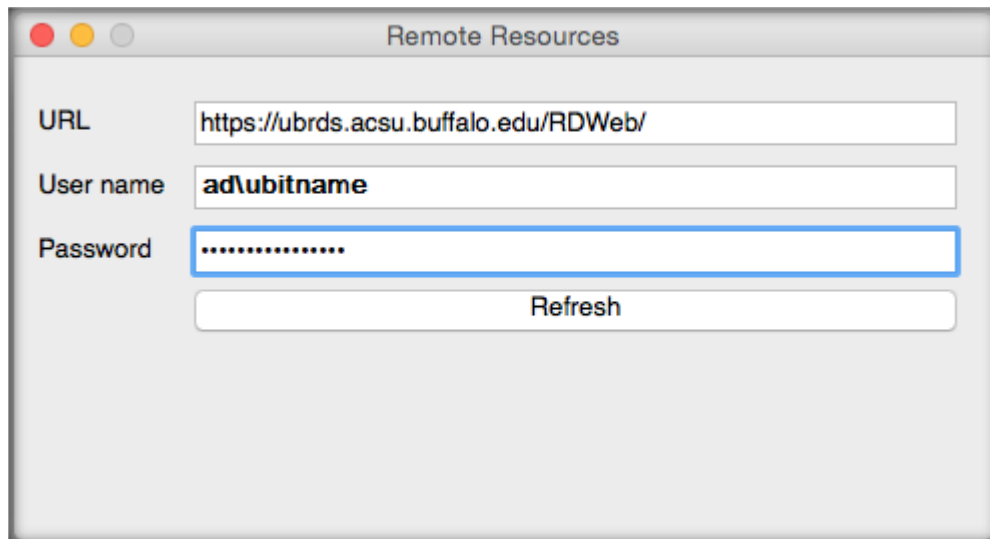 Remote Resources
URL https://ubrds.acsu.buffalo.edu/RDWeb/
User name ad\ubitname
Password ••••••••••••••••
Refresh